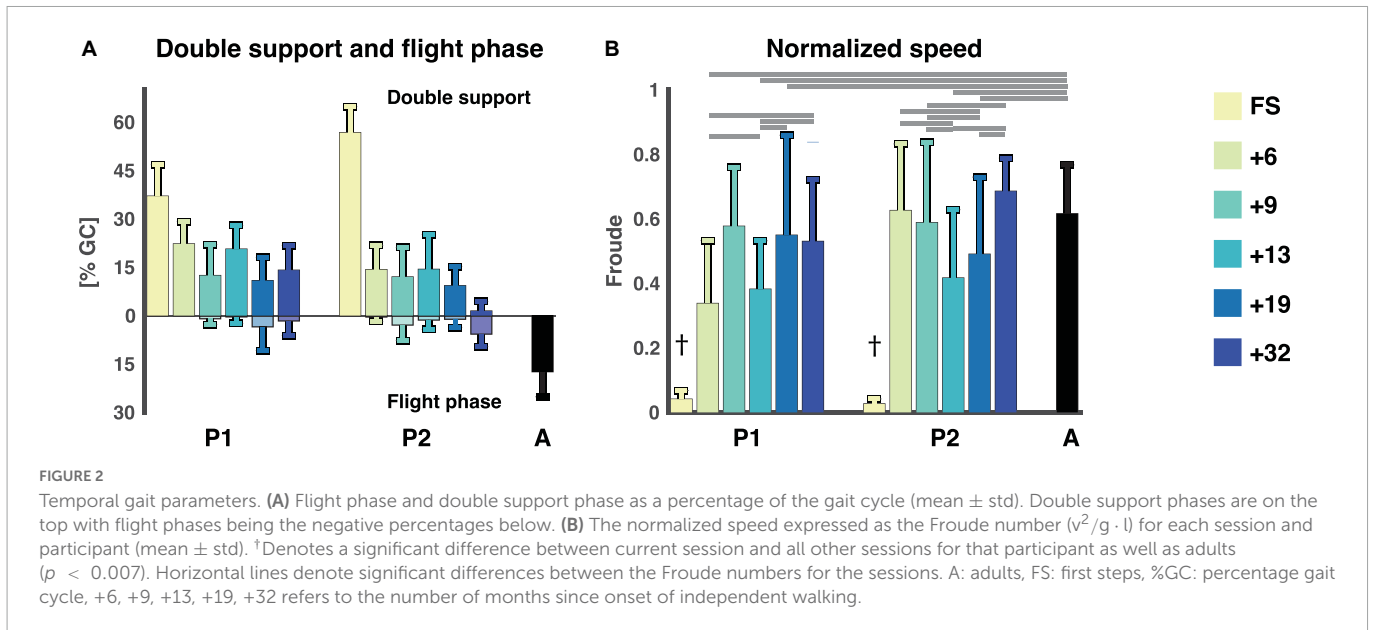 A
Double support and flight phase
Double support
60
45
30
15
0
15
30
[% GC]
Flight phase
P1
P2
A
B
Normalized speed
1
0.8
0.6
0.4
0.2
0
Froude
†
†
P1
P2
A
FS
+6
+9
+13
+19
+32
FIGURE 2
Temporal gait parameters. (A) Flight phase and double support phase as a percentage of the gait cycle (mean ± std). Double support phases are on the
top with flight phases being the negative percentages below. (B) The normalized speed expressed as the Froude number (v²/g · l) for each session and
participant (mean ± std). †Denotes a significant difference between current session and all other sessions for that participant as well as adults
(p < 0.007). Horizontal lines denote significant differences between the Froude numbers for the sessions. A: adults, FS: first steps, %GC: percentage gait
cycle, +6, +9, +13, +19, +32 refers to the number of months since onset of independent walking.